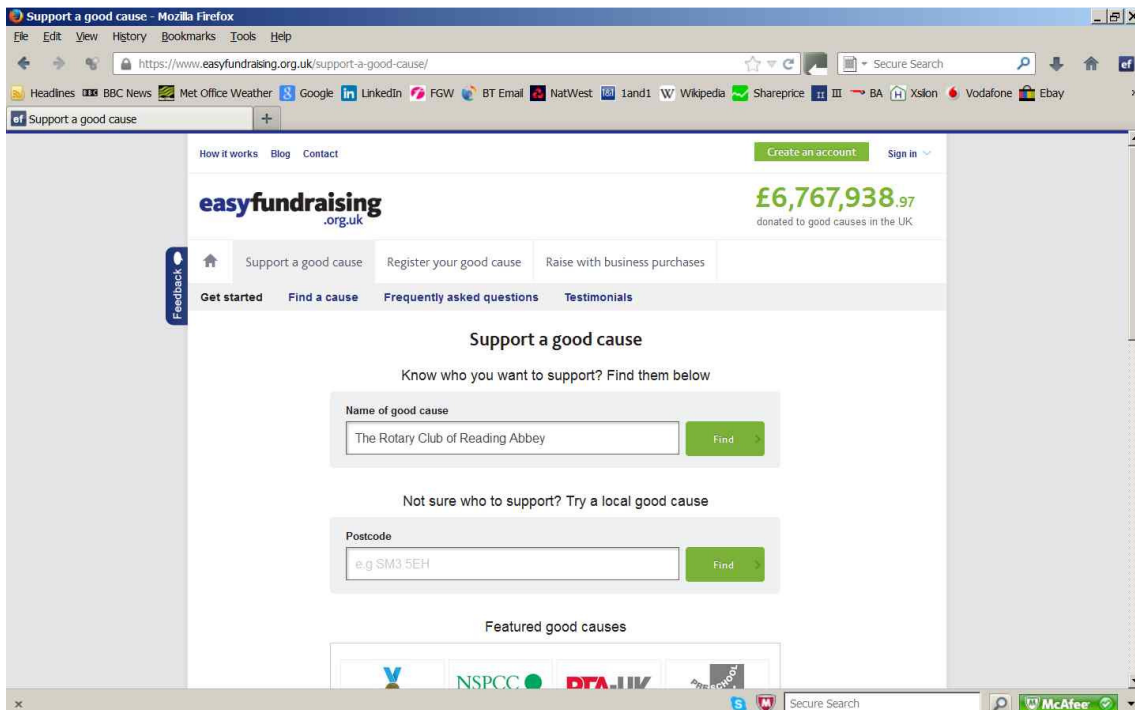 Support a good cause - Mozilla Firefox
File Edit View History Bookmarks Tools Help
https://www.easyfundraising.org.uk/support-a-good-cause/ Secure Search
Headlines BBC News Met Office Weather Google LinkedIn FGW BT Email NatWest 1and1 Wikipedia Shareprice III BA Xsilon Vodafone Ebay
ef Support a good cause +
How it works Blog Contact Create an account Sign in
easyfundraising
.org.uk
£6,767,938.97
donated to good causes in the UK
Feedback
Support a good cause Register your good cause Raise with business purchases
Get started Find a cause Frequently asked questions Testimonials
Support a good cause
Know who you want to support? Find them below
Name of good cause
The Rotary Club of Reading Abbey Find
Not sure who to support? Try a local good cause
Postcode
e.g SM3 5EH Find
Featured good causes
NSPCC PTA-UK
Secure Search McAfee